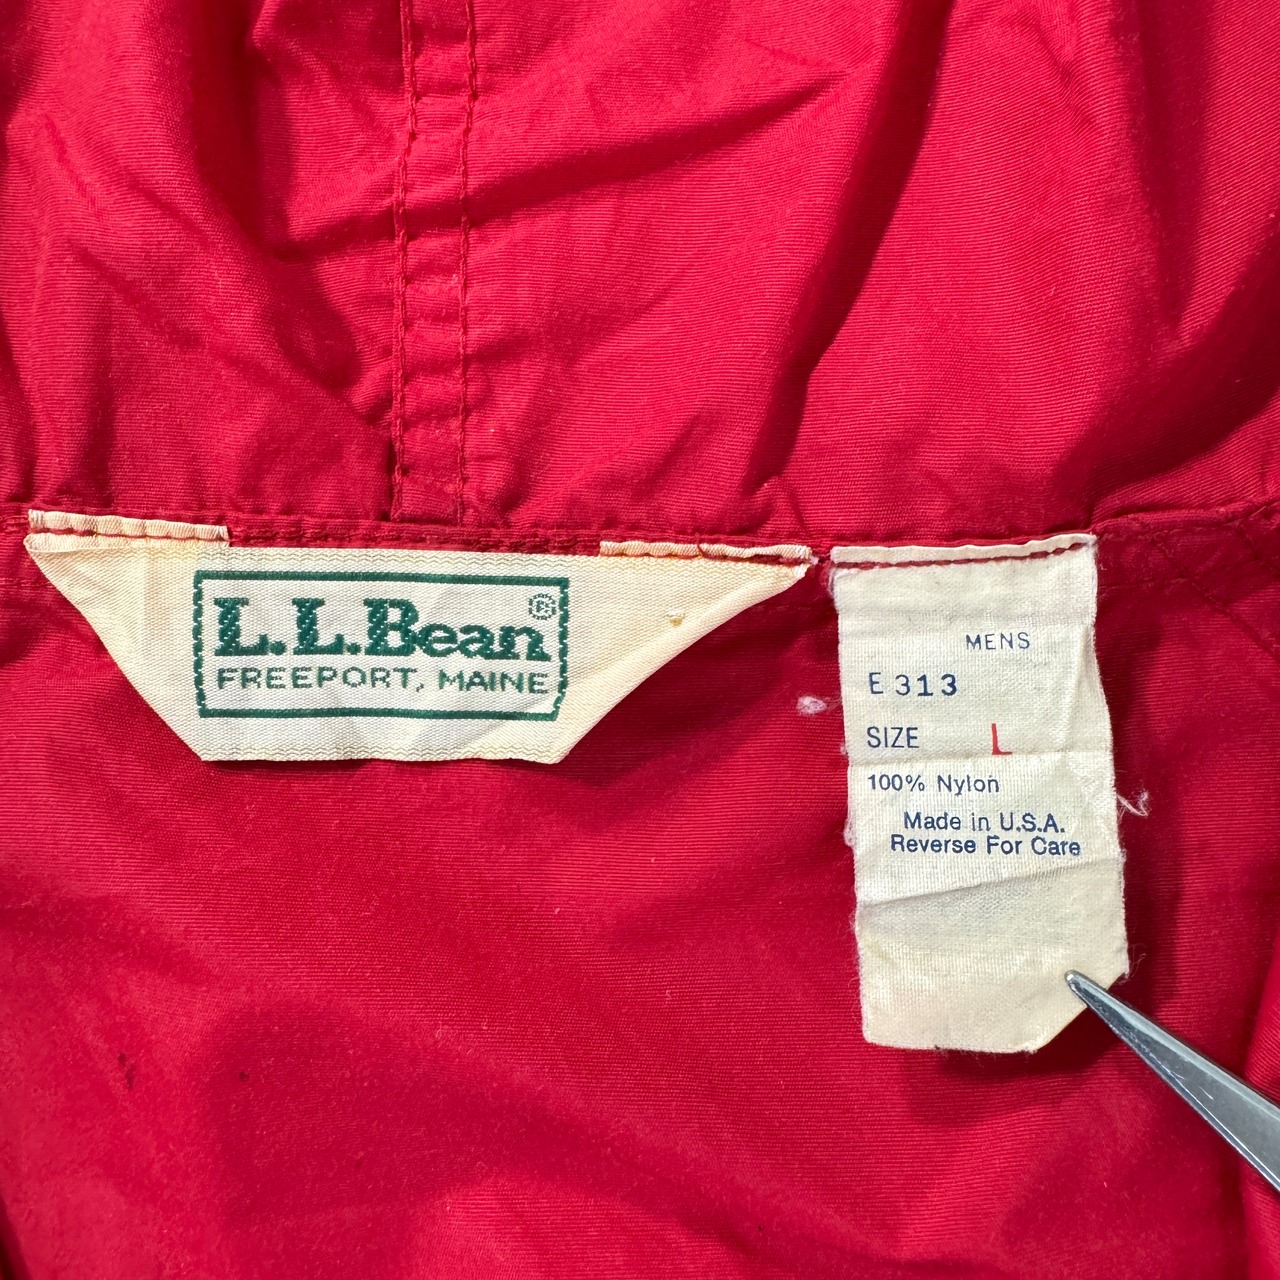 L.L.Bean®
FREEPORT, MAINE
MENS
E 313
SIZE L
100% Nylon
Made in U.S.A.
Reverse For Care